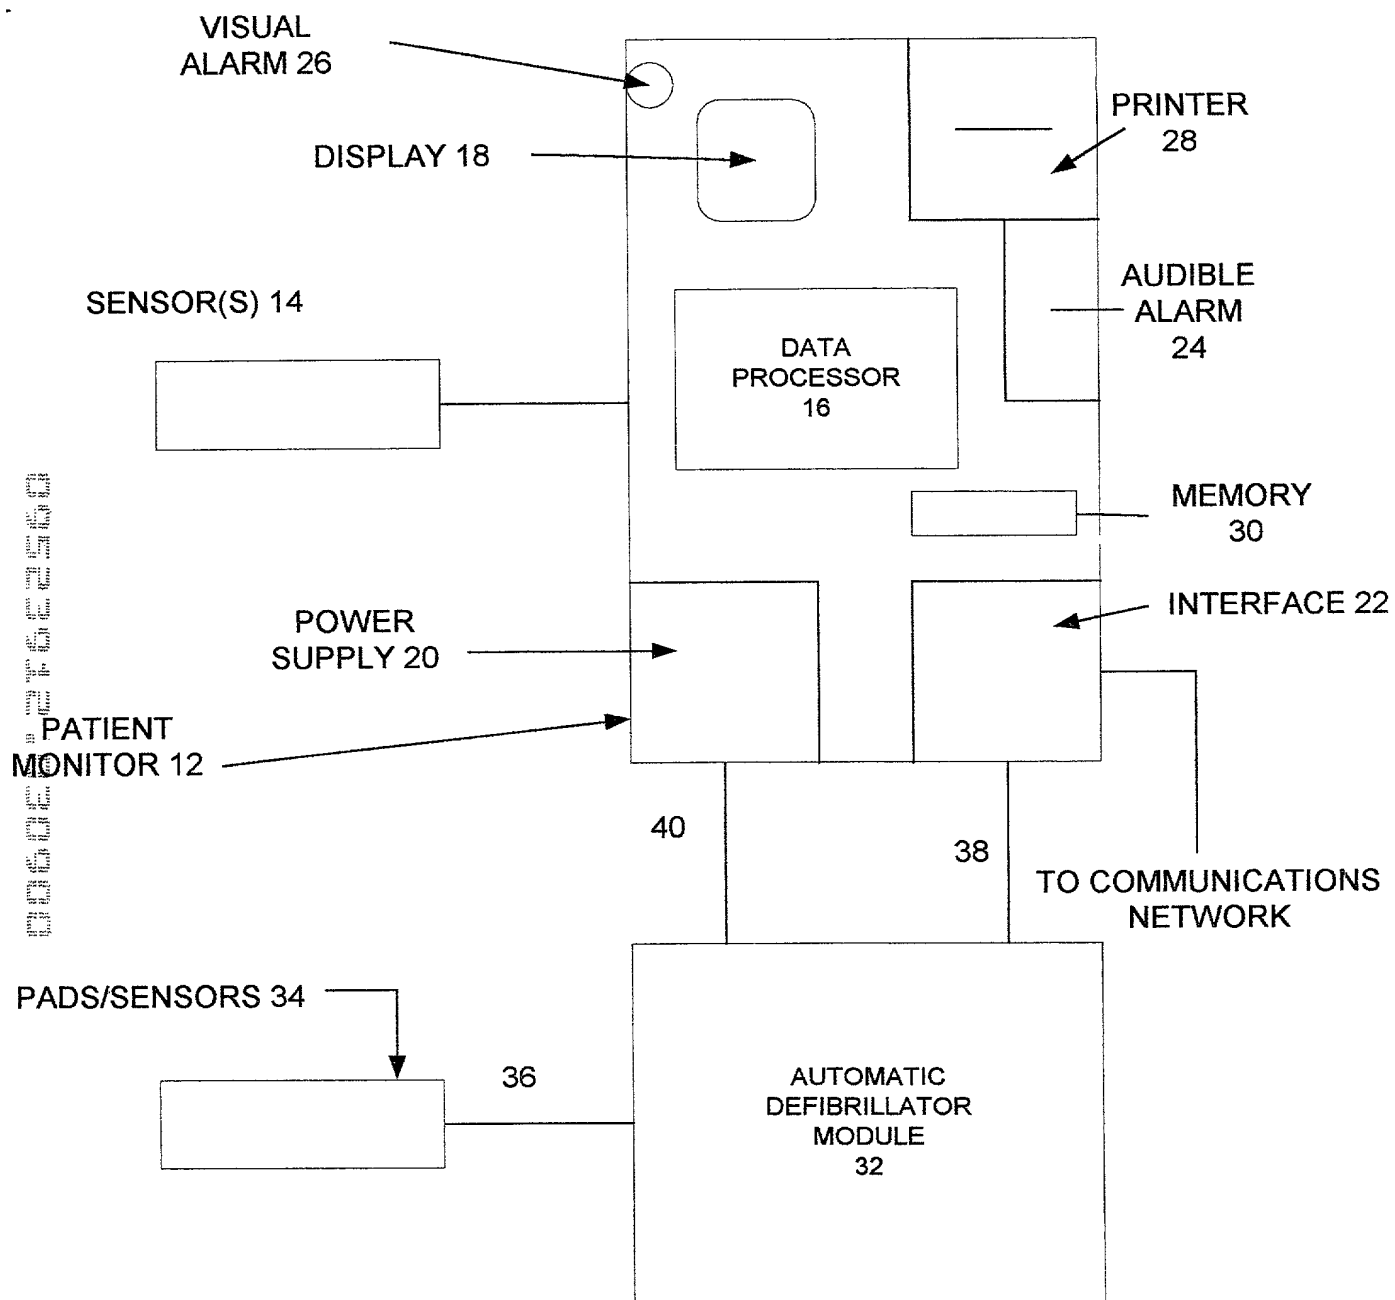 VISUAL
ALARM 26
DISPLAY 18
PRINTER
28
SENSOR(S) 14
AUDIBLE
ALARM
24
DATA
PROCESSOR
16
MEMORY
30
INTERFACE 22
POWER
SUPPLY 20
PATIENT
MONITOR 12
40
38
TO COMMUNICATIONS
NETWORK
PADS/SENSORS 34
36
AUTOMATIC
DEFIBRILLATOR
MODULE
32
09523912.030900